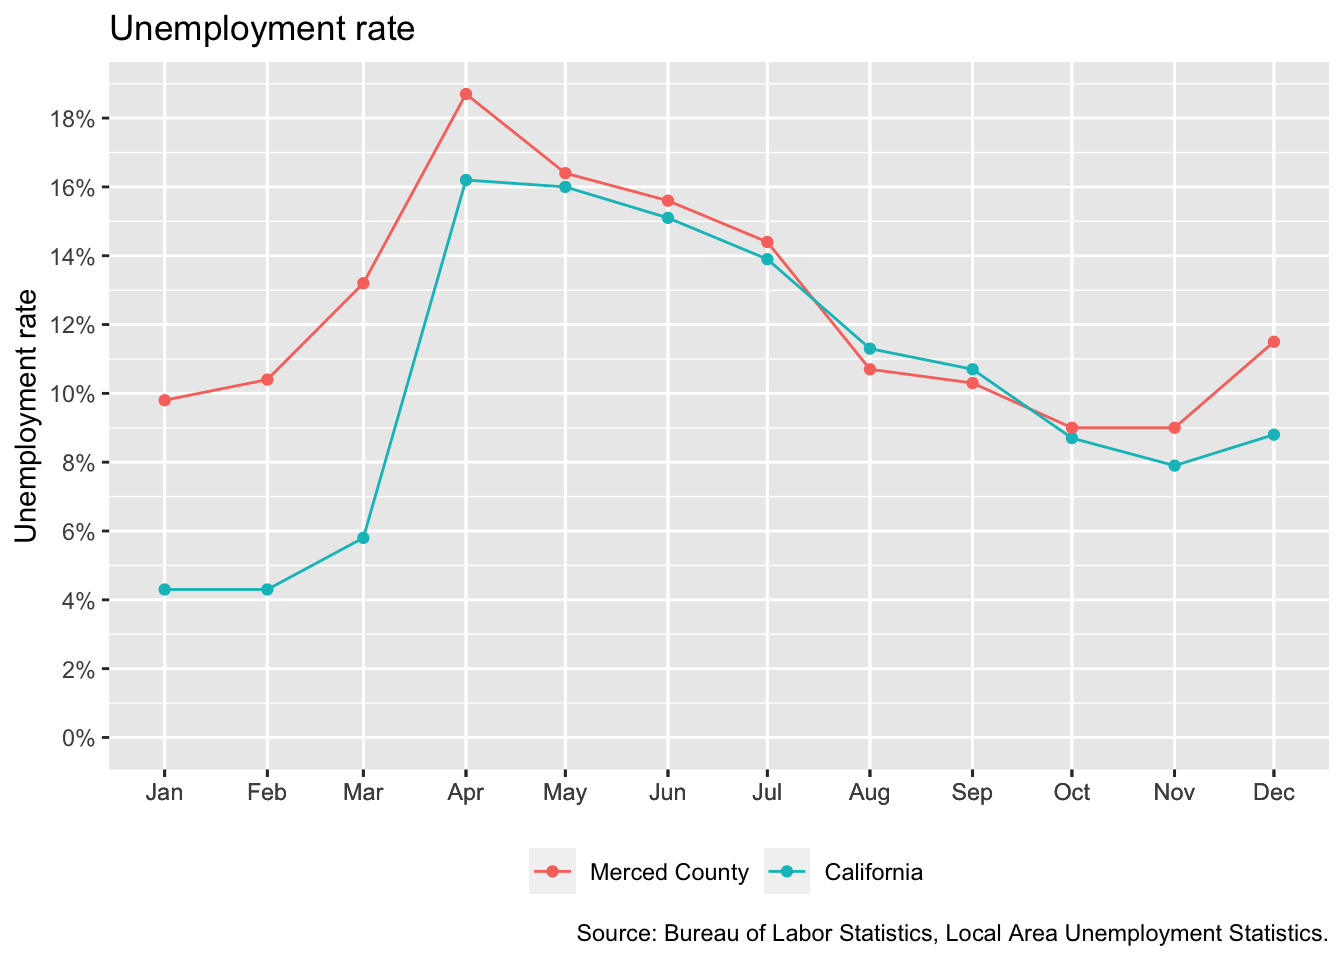 Unemployment rate
Unemployment rate
18%
16%
14%
12%
10%
8%
6%
4%
2%
0%
Jan Feb Mar Apr May Jun Jul Aug Sep Oct Nov Dec
Merced County California
Source: Bureau of Labor Statistics, Local Area Unemployment Statistics.